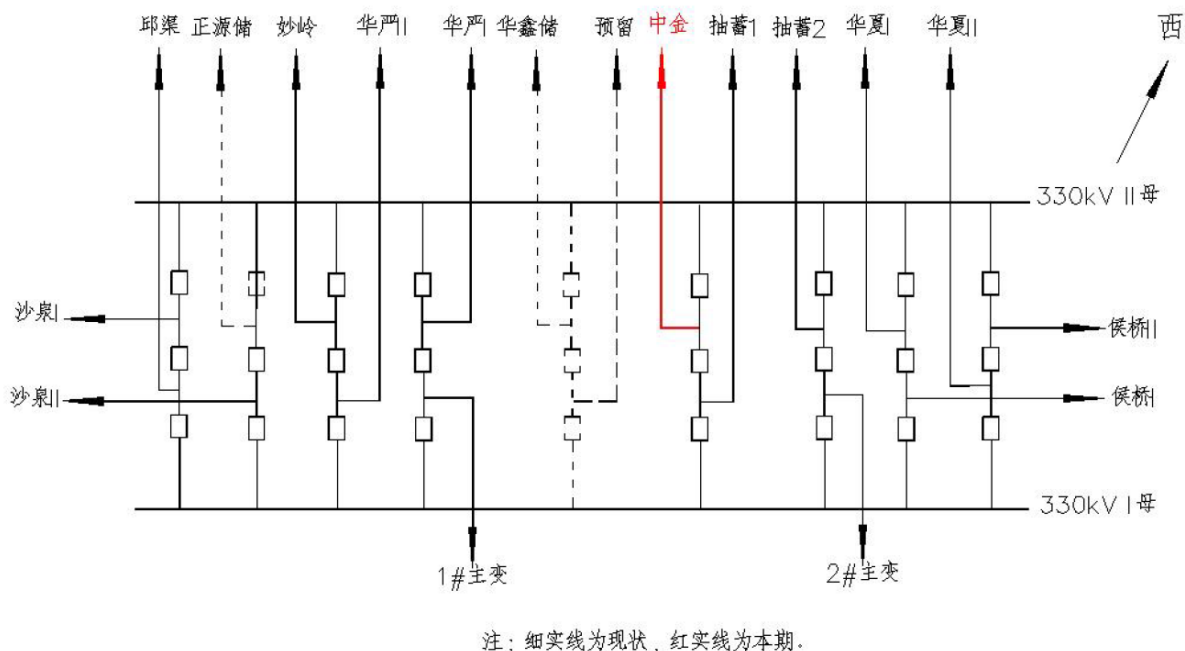 邱渠 正源储 妙岭 华严II 华严I 华鑫储 预留 中金 抽蓄1 抽蓄2 华夏I 华夏II 西
330kV II母
沙泉I
侯桥II
沙泉II
侯桥I
330kV I母
1#主变
2#主变
注：细实线为现状，红实线为本期。